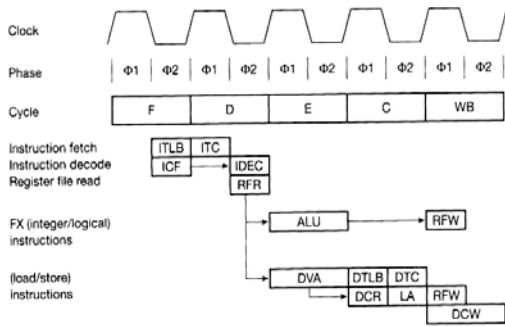 Clock
Phase Φ1 Φ2 Φ1 Φ2 Φ1 Φ2 Φ1 Φ2 Φ1 Φ2
Cycle F D E C WB
Instruction fetch ITLB ITC
Instruction decode ICF IDEC
Register file read RFR
FX (integer/logical) ALU RFW
instructions
(load/store) DVA DTLB DTC
instructions DCR LA RFW
DCW